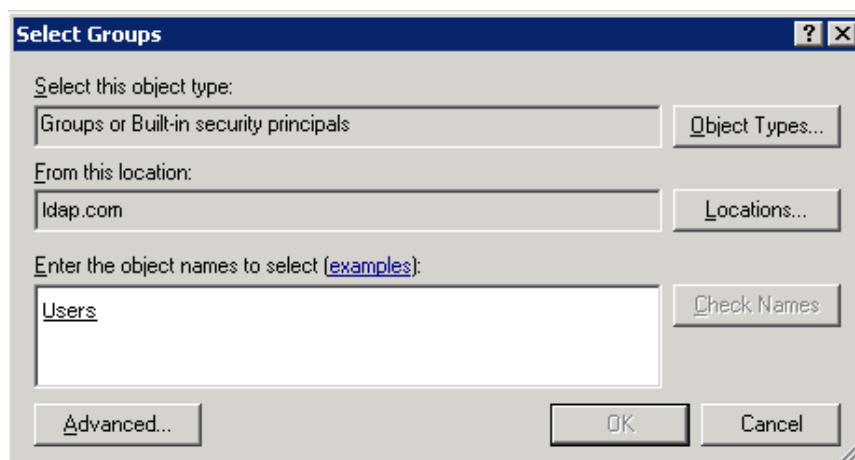 Select Groups
Select this object type:
Groups or Built-in security principals
Object Types...
From this location:
ldap.com
Locations...
Enter the object names to select (examples):
Users
Check Names
Advanced...
OK
Cancel